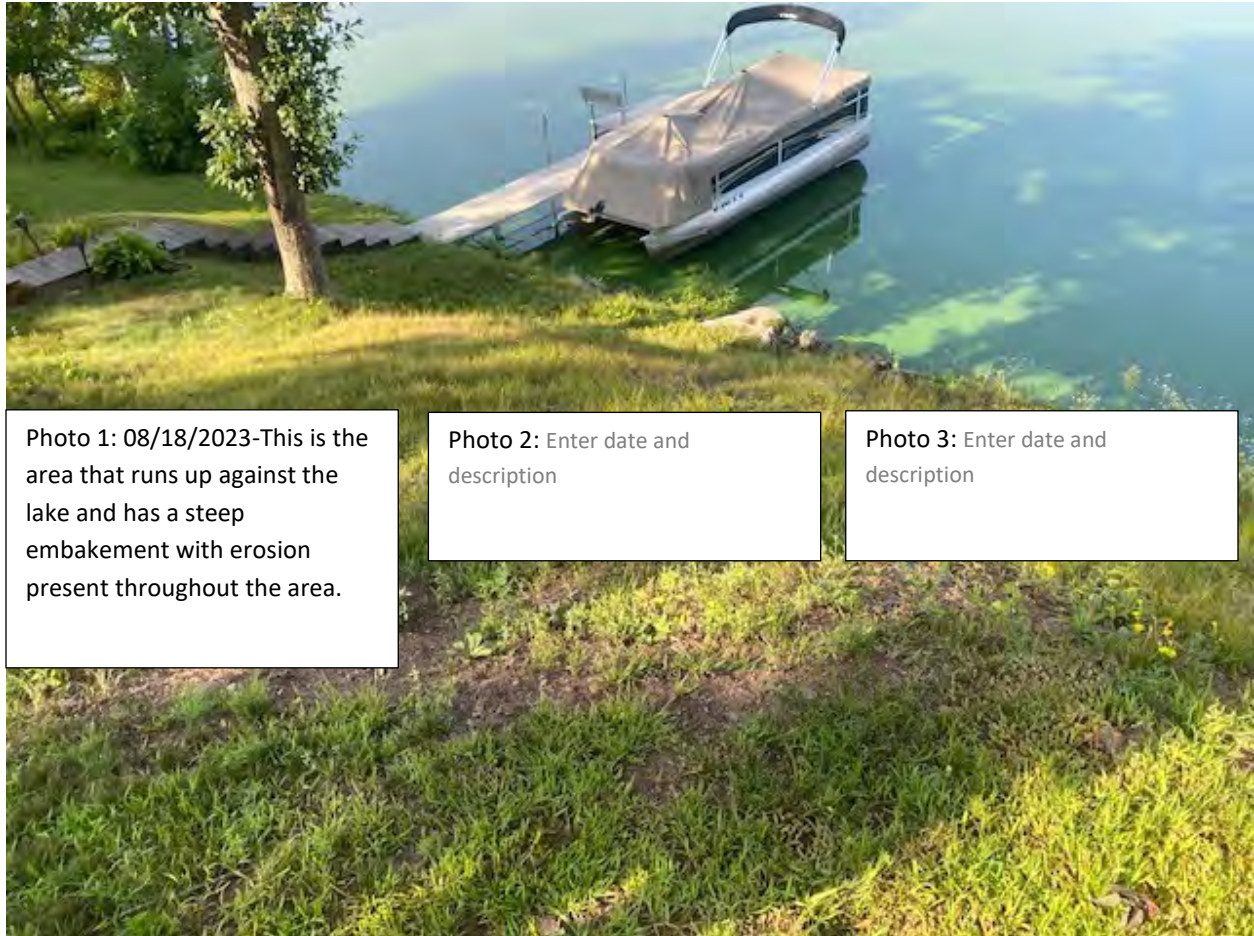 Photo 1: 08/18/2023-This is the
area that runs up against the
lake and has a steep
embakement with erosion
present throughout the area.
Photo 2: Enter date and
description
Photo 3: Enter date and
description